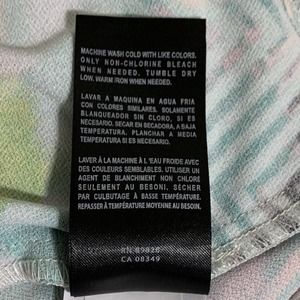 MACHINE WASH COLD WITH LIKE COLORS.
ONLY NON-CHLORINE BLEACH
WHEN NEEDED. TUMBLE DRY
LOW. WARM IRON WHEN NEEDED.
LAVAR A MAQUINA EN AGUA FRIA
CON COLORES SIMILARES. SOLAMENTE
BLANQUEADOR SIN CLORO, SI ES
NECESARIO. SECAR EN SECADORA, A BAJA
TEMPERATURA. PLANCHAR A MEDIA
TEMPERATURA SI ES NECESARIO.
LAVER À LA MACHINE À L'EAU FROIDE AVEC
DES COULEURS SEMBLABLES. UTILISER UN
AGENT DE BLANCHIMENT NON CHLORÉ
SEULEMENT AU BESOIN. SÉCHER
PAR CULBUTAGE À BASSE TEMPÉRATURE.
REPASSER À TEMPÉRATURE MOYENNE AU BESOIN.
RN 89826
CA 08349